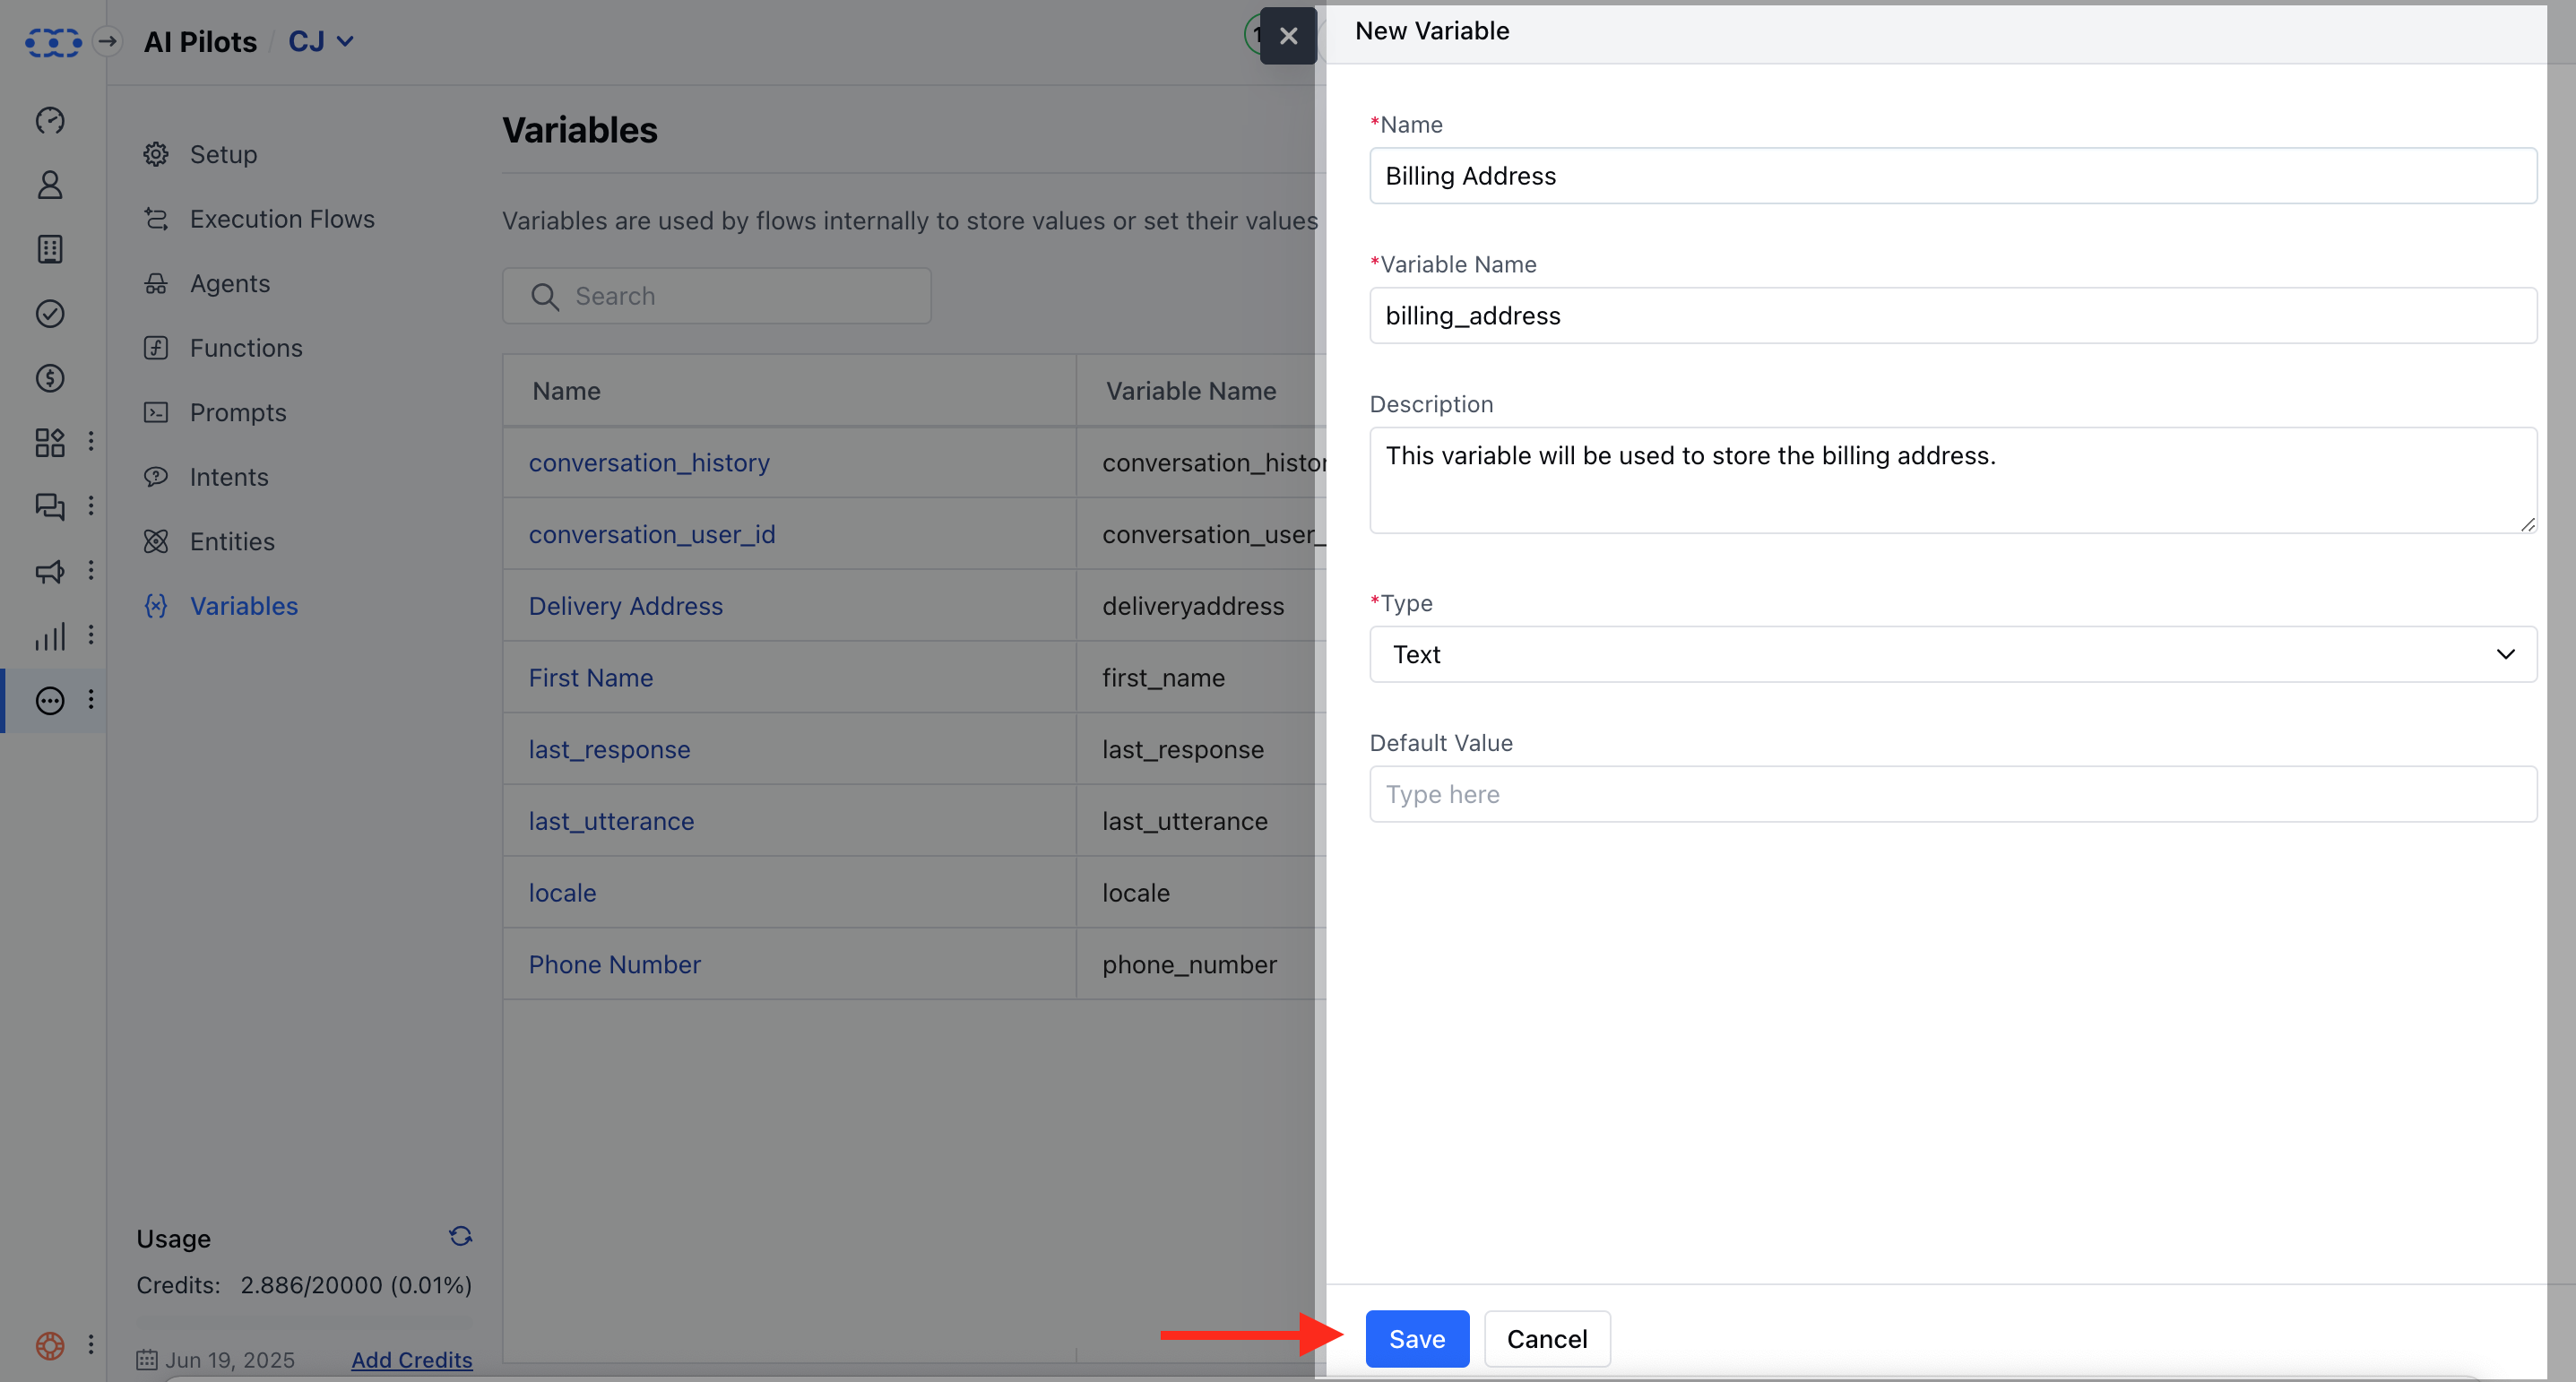 AI Pilots / CJ
New Variable
Setup
Execution Flows
Agents
Functions
Prompts
Intents
Entities
Variables
Usage
Credits: 2.886/20000 (0.01%)
Jun 19, 2025
Add Credits
Variables
Variables are used by flows internally to store values or set their values
Search
Name Variable Name
conversation_history
conversation_user_id conversation_user_
Delivery Address deliveryaddress
First Name first_name
last_response last_response
last_utterance last_utterance
locale locale
Phone Number phone_number
*Name
Billing Address
*Variable Name
billing_address
Description
This variable will be used to store the billing address.
*Type
Text
Default Value
Type here
Save Cancel